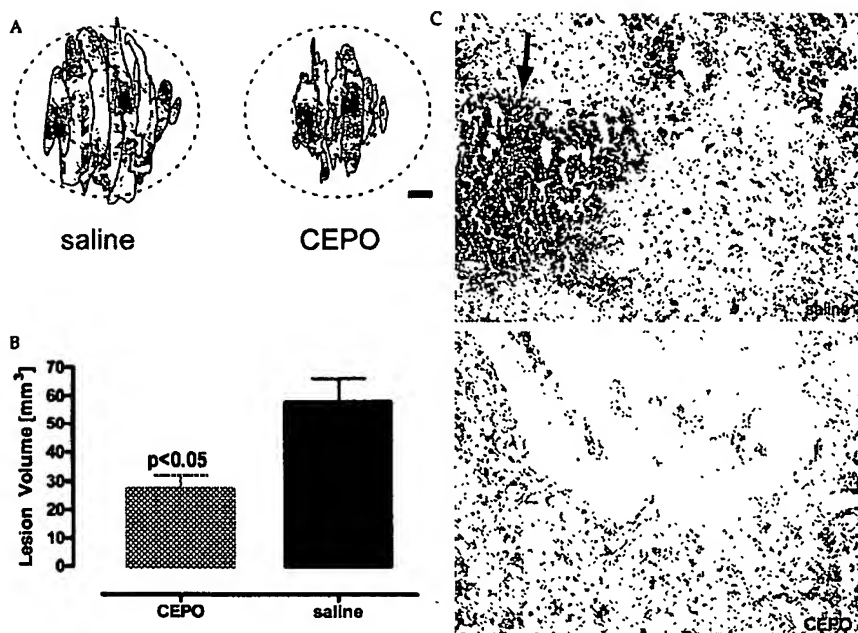 A
saline
CEPO
B
Lesion Volume [mm³]
70
60
50
40
30
20
10
0
p<0.05
CEPO
saline
C
saline
CEPO